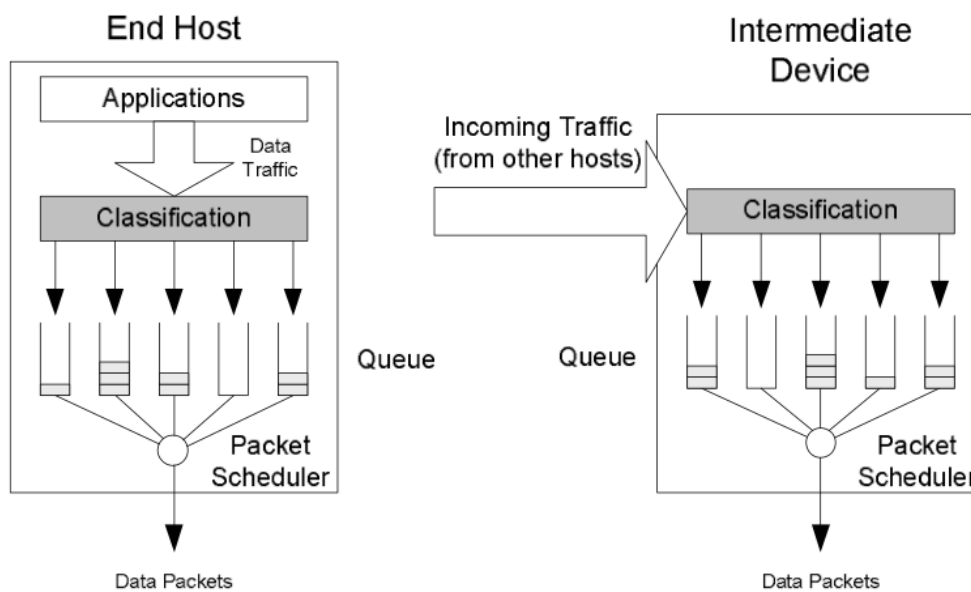 End Host
Applications
Data
Traffic
Classification
Queue
Packet
Scheduler
Data Packets
Intermediate
Device
Incoming Traffic
(from other hosts)
Classification
Queue
Packet
Scheduler
Data Packets